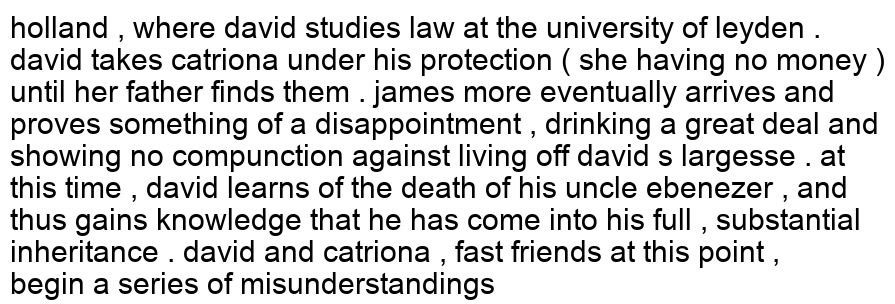 holland , where david studies law at the university of leyden .
david takes catriona under his protection ( she having no money )
until her father finds them . james more eventually arrives and
proves something of a disappointment , drinking a great deal and
showing no compunction against living off david s largesse . at
this time , david learns of the death of his uncle ebenezer , and
thus gains knowledge that he has come into his full , substantial
inheritance . david and catriona , fast friends at this point ,
begin a series of misunderstandings